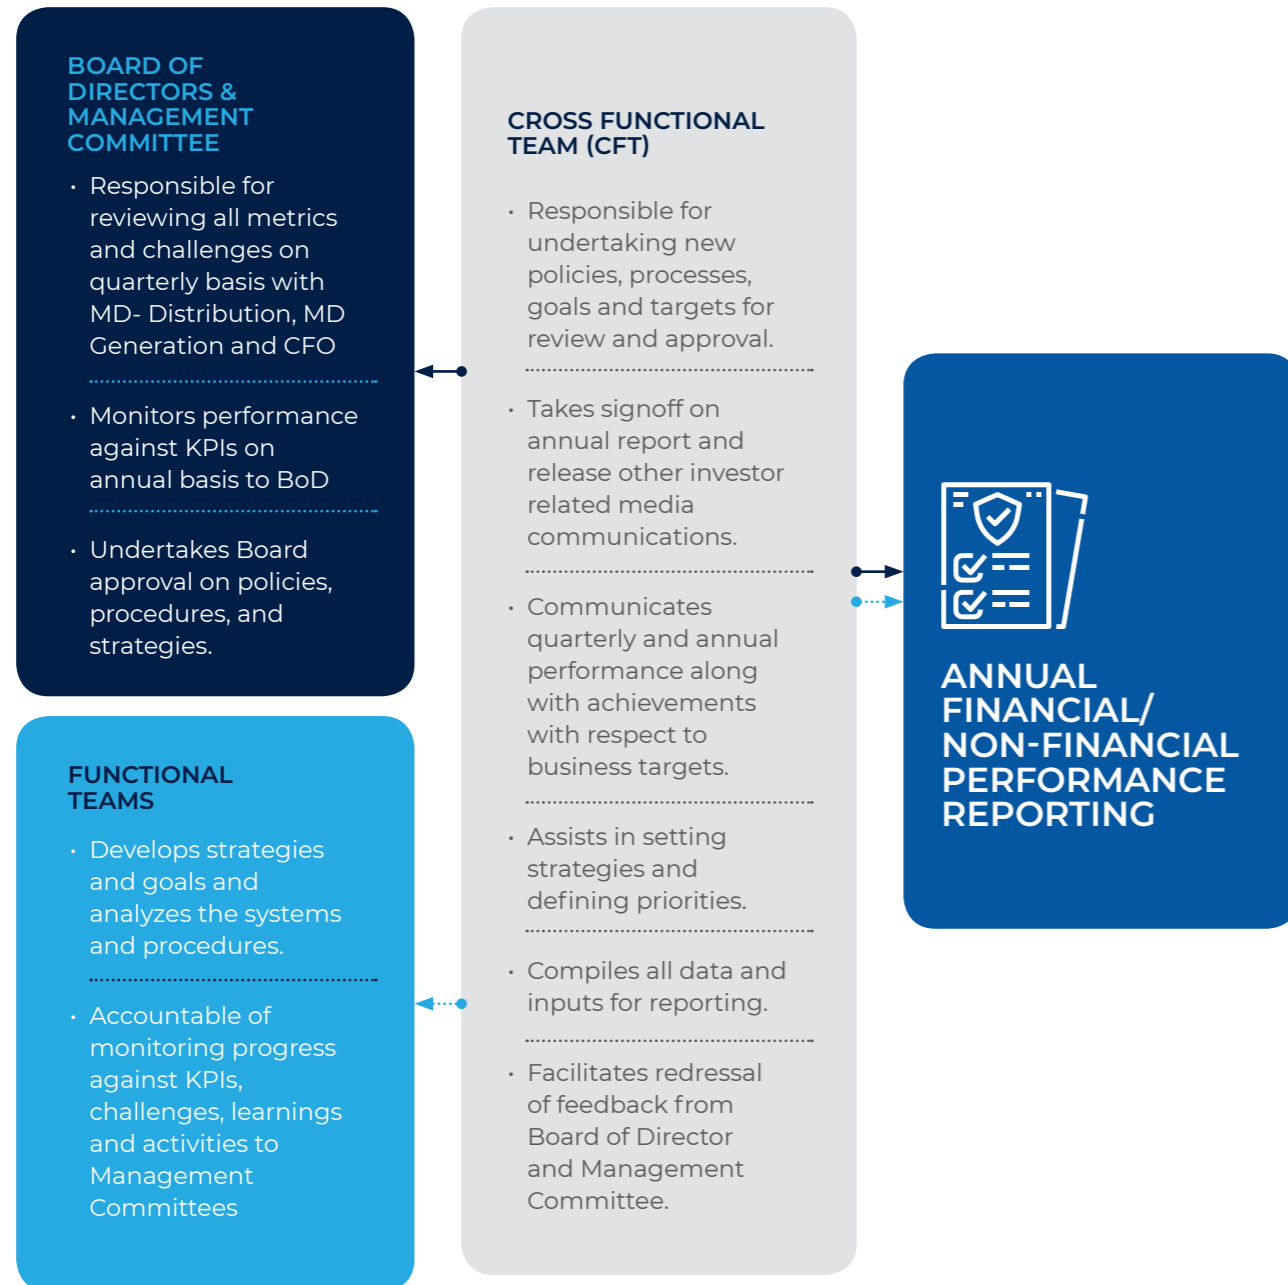 BOARD OF
DIRECTORS &
MANAGEMENT
COMMITTEE
• Responsible for
reviewing all metrics
and challenges on
quarterly basis with
MD- Distribution, MD
Generation and CFO
• Monitors performance
against KPIs on
annual basis to BoD
• Undertakes Board
approval on policies,
procedures, and
strategies.
FUNCTIONAL
TEAMS
• Develops strategies
and goals and
analyzes the systems
and procedures.
• Accountable of
monitoring progress
against KPIs,
challenges, learnings
and activities to
Management
Committees
CROSS FUNCTIONAL
TEAM (CFT)
• Responsible for
undertaking new
policies, processes,
goals and targets for
review and approval.
• Takes signoff on
annual report and
release other investor
related media
communications.
• Communicates
quarterly and annual
performance along
with achievements
with respect to
business targets.
• Assists in setting
strategies and
defining priorities.
• Compiles all data and
inputs for reporting.
• Facilitates redressal
of feedback from
Board of Director
and Management
Committee.
ANNUAL
FINANCIAL/
NON-FINANCIAL
PERFORMANCE
REPORTING